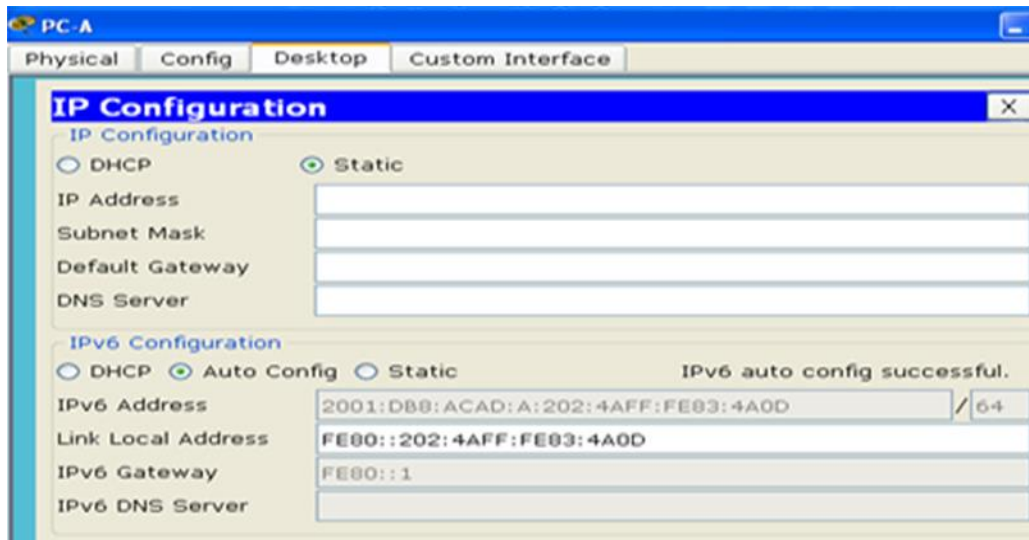 PC-A
Physical Config Desktop Custom Interface
IP Configuration X
IP Configuration
DHCP Static
IP Address
Subnet Mask
Default Gateway
DNS Server
IPv6 Configuration
DHCP Auto Config Static IPv6 auto config successful.
IPv6 Address 2001:DB8:ACAD:A:202:4AFF:FE83:4A0D / 64
Link Local Address FE80::202:4AFF:FE83:4A0D
IPv6 Gateway FE80::1
IPv6 DNS Server